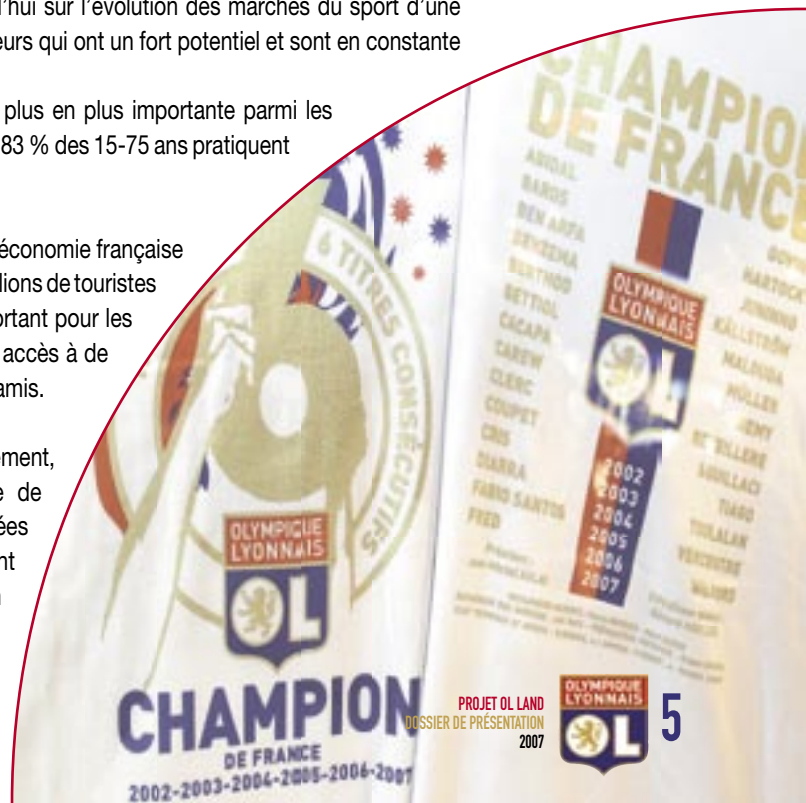 'hui sur l'évolution des marchés du sport d'une
eurs qui ont un fort potentiel et sont en constante
plus en plus importante parmi les
83 % des 15-75 ans pratiquent
économie française
lions de touristes
ortant pour les
accès à de
amis.
ement,
e de
ées
nt
6 TITRES CONSÉCUTIFS
OLYMPIQUE
LYONNAIS
OL
CHAMPION
DE FRANCE
2002-2003-2004-2005-2006-2007
CHAMPION
DE FRANCE
ABIDAL
BAROS
BEN ARFA
BENZEMA
BERTHOD
BETTIOL
CACAPA
CAREW
CLERC
COUPET
CRIS
DIARRA
FABIO SANTOS
FRED
GOVOU
HARTOCK
JUNINHO
KÄLLSTRÖM
MALOUDA
MÜLLER
REMY
REVEILLERE
SQUILLACI
TIAGO
TOULALAN
VERCOUTRE
OLYMPIQUE
LYONNAIS
OL
2002
2003
2004
2005
2006
2007
PROJET OL LAND
DOSSIER DE PRÉSENTATION
2007
OLYMPIQUE
LYONNAIS
OL
5